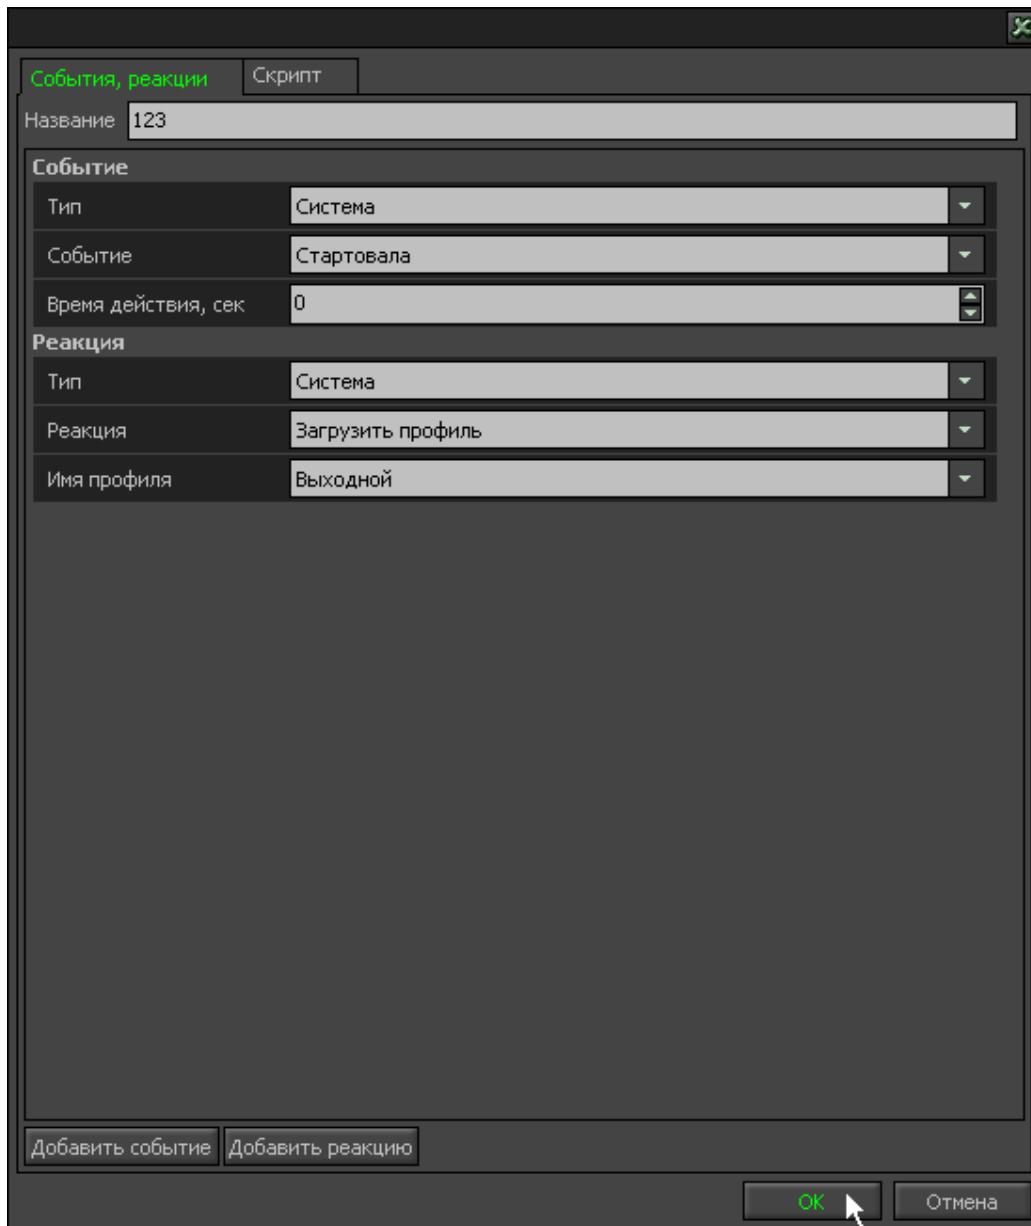 События, реакции Скрипт
Название 123
Событие
Тип Система
Событие Стартовала
Время действия, сек 0
Реакция
Тип Система
Реакция Загрузить профиль
Имя профиля Выходной
Добавить событие Добавить реакцию
OK Отмена